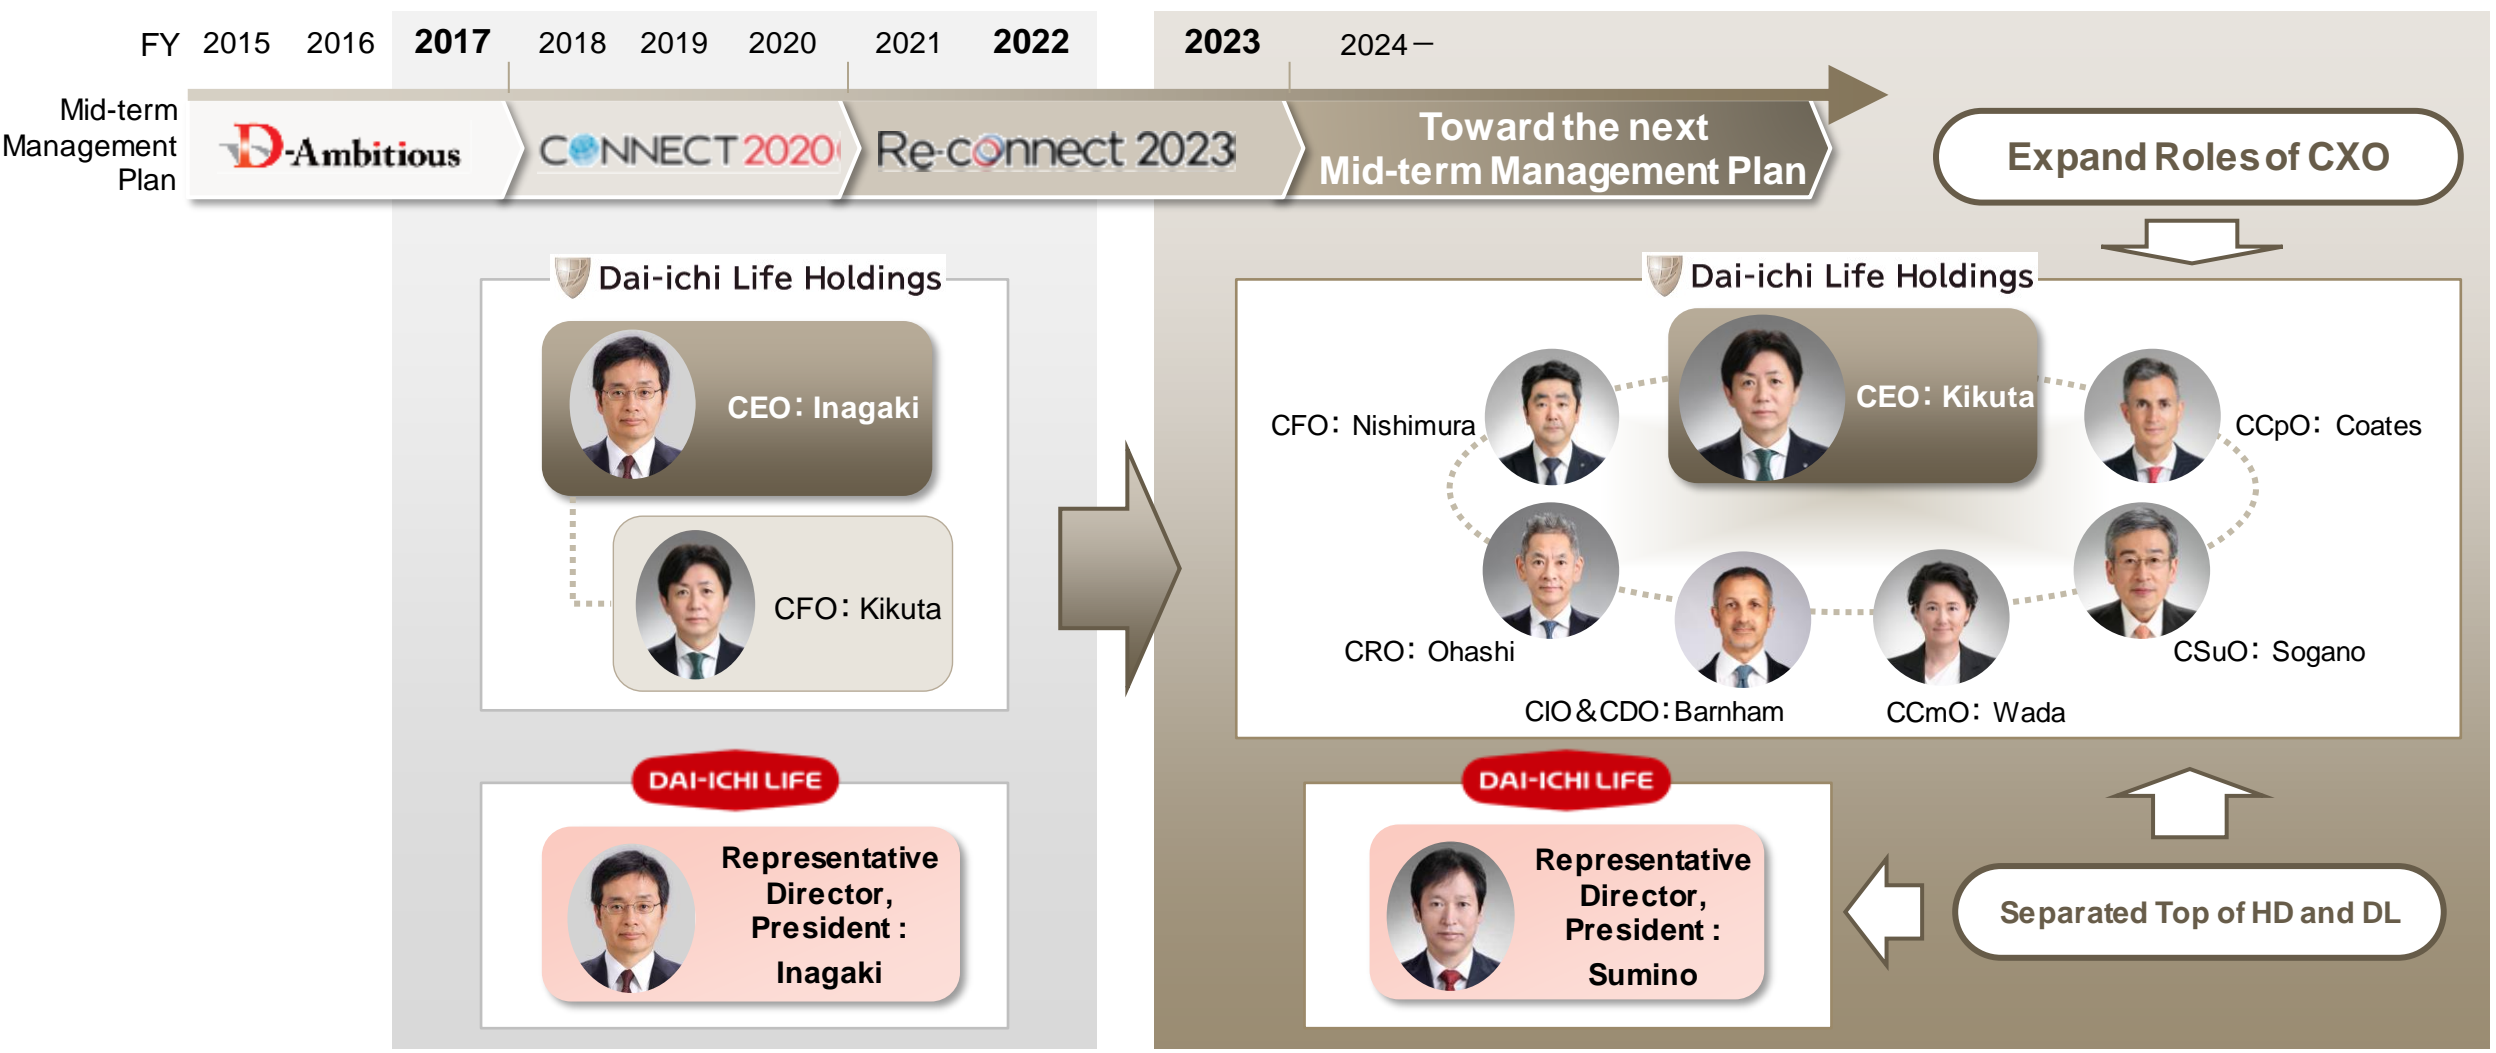 FY 2015 2016 2017 2018 2019 2020 2021 2022 2023 2024－
Mid-term
Management
Plan
D-Ambitious
CONNECT 2020
Re-connect 2023
Toward the next
Mid-term Management Plan
Expand Roles of CXO
Dai-ichi Life Holdings
CEO：Inagaki
CFO：Kikuta
DAI-ICHI LIFE
Representative
Director,
President :
Inagaki
Dai-ichi Life Holdings
CEO：Kikuta
CFO：Nishimura
CCpO：Coates
CRO：Ohashi
CSuO：Sogano
CIO＆CDO：Barnham
CCmO：Wada
DAI-ICHI LIFE
Representative
Director,
President :
Sumino
Separated Top of HD and DL